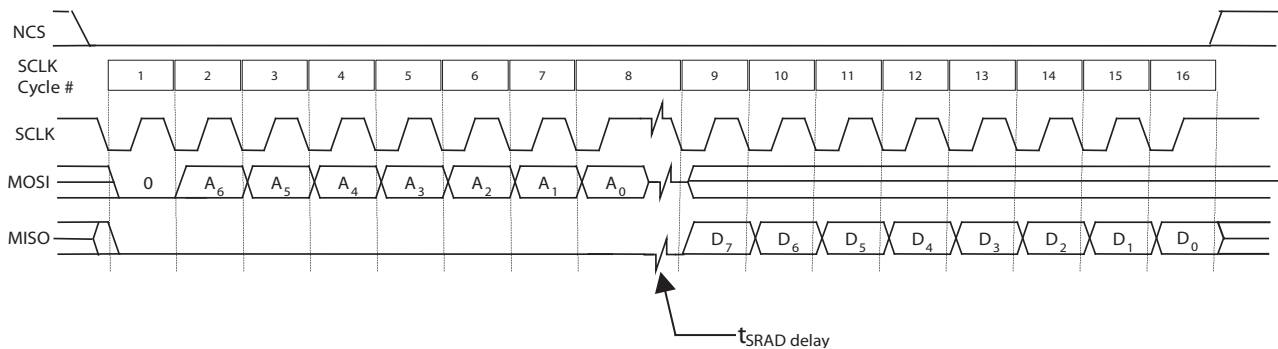 NCS
SCLK
Cycle #
1 2 3 4 5 6 7 8 9 10 11 12 13 14 15 16
SCLK
MOSI 0 A6 A5 A4 A3 A2 A1 A0
MISO D7 D6 D5 D4 D3 D2 D1 D0
tSRAD delay